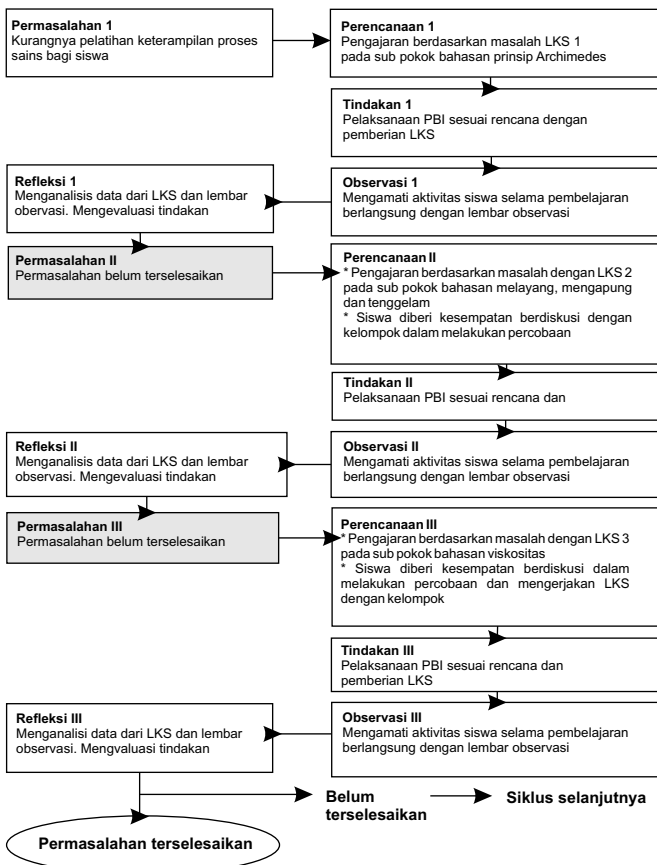 Permasalahan 1
Kurangnya pelatihan keterampilan proses
sains bagi siswa
Perencanaan 1
Pengajaran berdasarkan masalah LKS 1
pada sub pokok bahasan prinsip Archimedes
Tindakan 1
Pelaksanaan PBI sesuai rencana dengan
pemberian LKS
Refleksi 1
Menganalisis data dari LKS dan lembar
obervasi. Mengevaluasi tindakan
Observasi 1
Mengamati aktivitas siswa selama pembelajaran
berlangsung dengan lembar observasi
Permasalahan II
Permasalahan belum terselesaikan
Perencanaan II
* Pengajaran berdasarkan masalah dengan LKS 2
pada sub pokok bahasan melayang, mengapung
dan tenggelam
* Siswa diberi kesempatan berdiskusi dengan
kelompok dalam melakukan percobaan
Tindakan II
Pelaksanaan PBI sesuai rencana dan
Refleksi II
Menganalisis data dari LKS dan lembar
observasi. Mengevaluasi tindakan
Observasi II
Mengamati aktivitas siswa selama pembelajaran
berlangsung dengan lembar observasi
Permasalahan III
Permasalahan belum terselesaikan
Perencanaan III
* Pengajaran berdasarkan masalah dengan LKS 3
pada sub pokok bahasan viskositas
* Siswa diberi kesempatan berdiskusi dalam
melakukan percobaan dan mengerjakan LKS
dengan kelompok
Tindakan III
Pelaksanaan PBI sesuai rencana dan
pemberian LKS
Refleksi III
Menganalisi data dari LKS dan lembar
observasi. Mengvaluasi tindakan
Observasi III
Mengamati aktivitas siswa selama pembelajaran
berlangsung dengan lembar observasi
Belum
terselesaikan
Siklus selanjutnya
Permasalahan terselesaikan